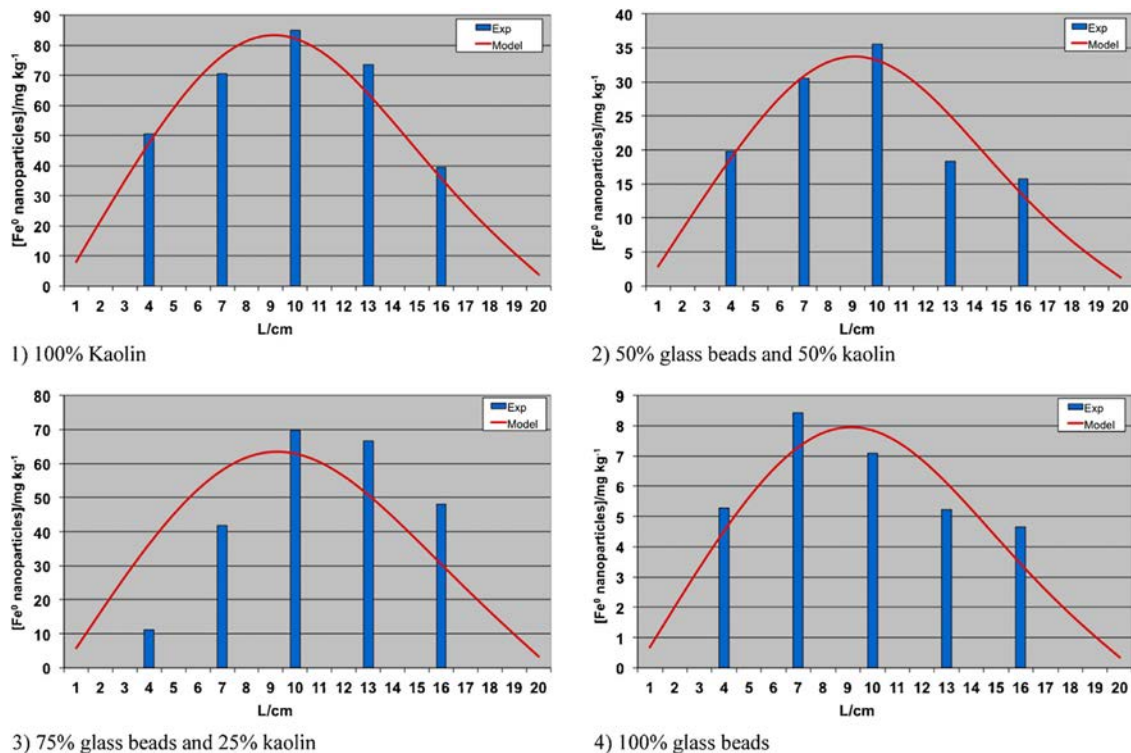 90
80
70
60
50
40
30
20
10
0
[Fe⁰ nanoparticles]/mg kg⁻¹
Exp
Model
1 2 3 4 5 6 7 8 9 10 11 12 13 14 15 16 17 18 19 20
L/cm
1) 100% Kaolin
40
35
30
25
20
15
10
5
0
[Fe⁰ nanoparticles]/mg kg⁻¹
Exp
Model
1 2 3 4 5 6 7 8 9 10 11 12 13 14 15 16 17 18 19 20
L/cm
2) 50% glass beads and 50% kaolin
80
70
60
50
40
30
20
10
0
[Fe⁰ nanoparticles]/mg kg⁻¹
Exp
Model
1 2 3 4 5 6 7 8 9 10 11 12 13 14 15 16 17 18 19 20
L/cm
3) 75% glass beads and 25% kaolin
9
8
7
6
5
4
3
2
1
0
[Fe⁰ nanoparticles]/mg kg⁻¹
Exp
Model
1 2 3 4 5 6 7 8 9 10 11 12 13 14 15 16 17 18 19 20
L/cm
4) 100% glass beads